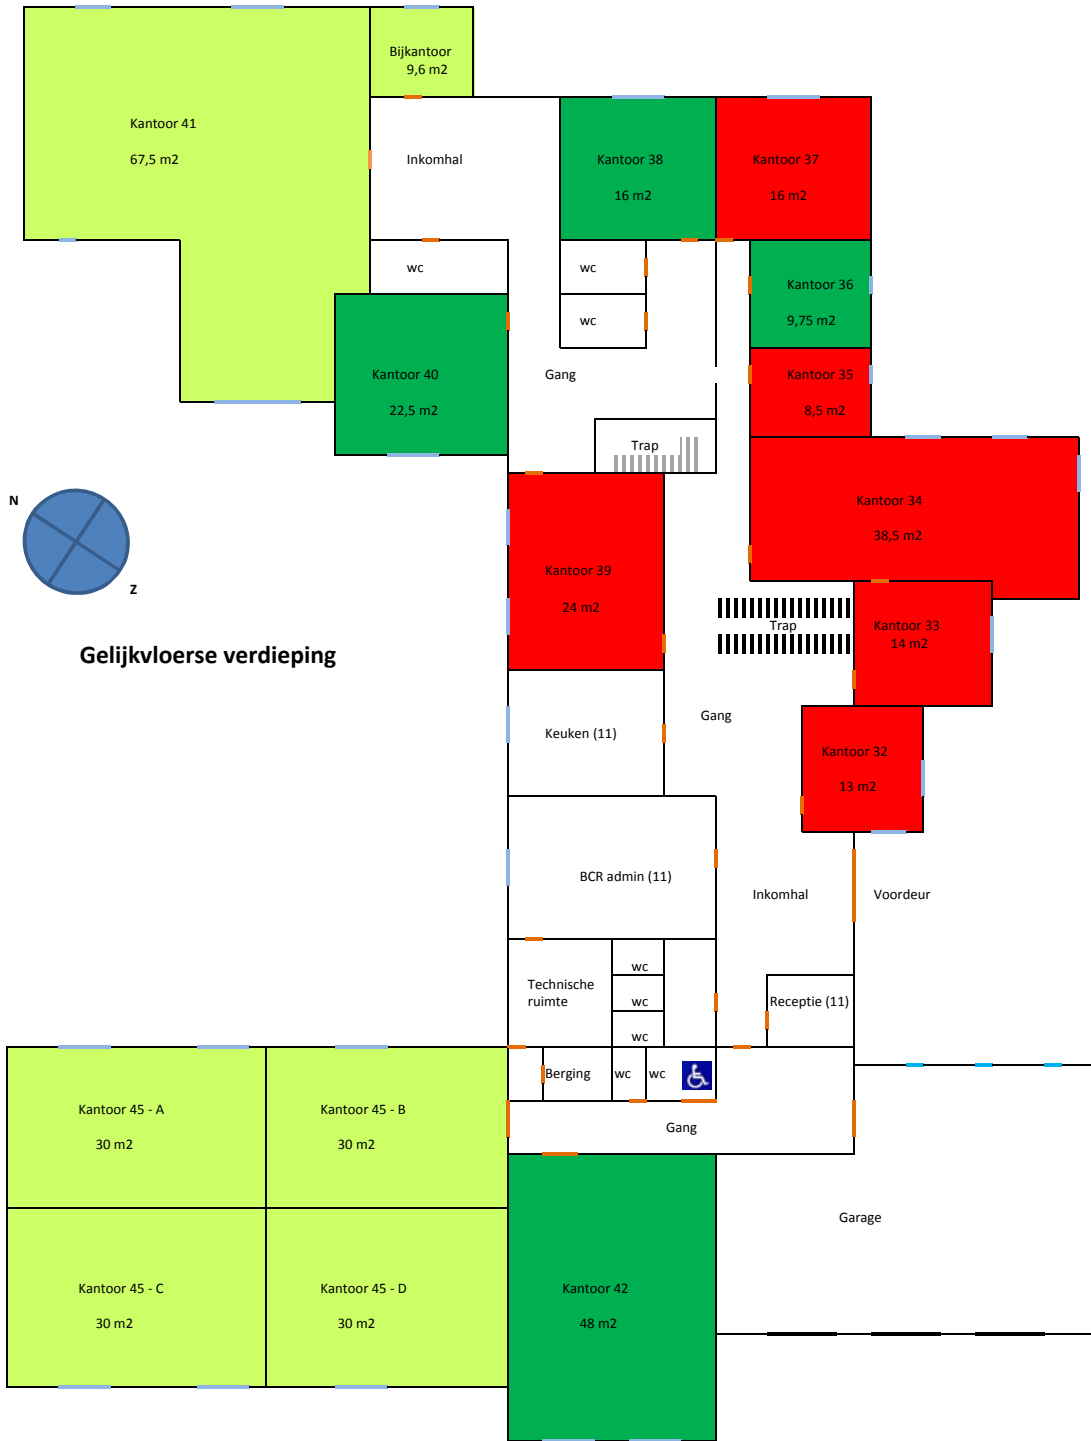 Bijkantoor
9,6 m2
Kantoor 41
67,5 m2
Inkomhal
Kantoor 38
16 m2
Kantoor 37
16 m2
wc
wc
wc
Kantoor 36
9,75 m2
Kantoor 40
22,5 m2
Gang
Kantoor 35
8,5 m2
Trap
N
Z
Kantoor 34
38,5 m2
Kantoor 39
24 m2
Trap
Kantoor 33
14 m2
Gelijkvloerse verdieping
Keuken (11)
Gang
Kantoor 32
13 m2
BCR admin (11)
Inkomhal
Voordeur
Technische
ruimte
wc
wc
wc
Receptie (11)
Berging
wc
wc
Gang
Kantoor 45 - A
30 m2
Kantoor 45 - B
30 m2
Garage
Kantoor 45 - C
30 m2
Kantoor 45 - D
30 m2
Kantoor 42
48 m2